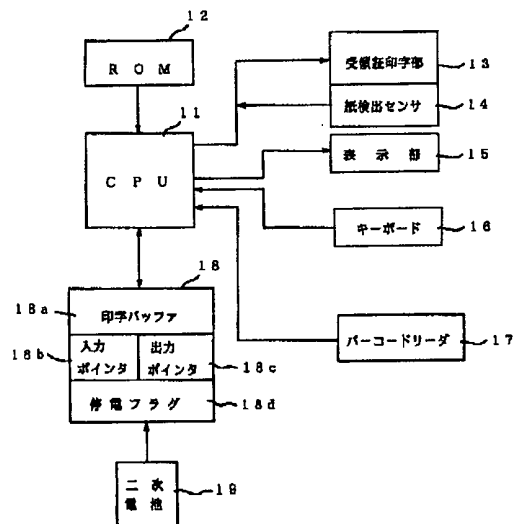 12
ROM
11
CPU
受領証印字部
13
紙検出センサ
14
表示部
15
キーボード
16
バーコードリーダ
17
18
18a
印字バッファ
18b
入力
ポインタ
出力
ポインタ
18c
停電フラグ
18d
二次
電池
19